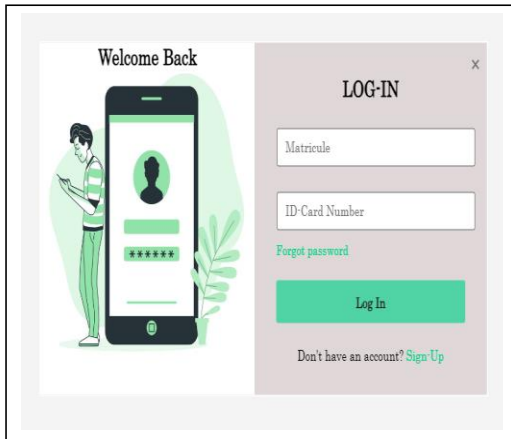 Welcome Back
x
LOG-IN
Matricule
ID-Card Number
Forgot password
******
Log In
Don't have an account? Sign-Up